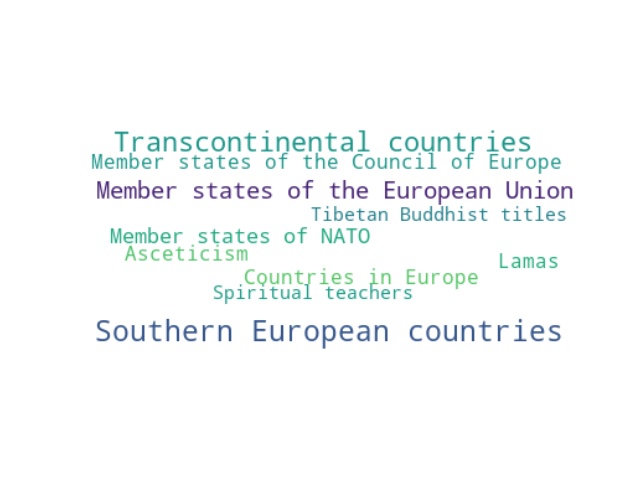 Transcontinental countries
Member states of the Council of Europe
Member states of the European Union
Tibetan Buddhist titles
Member states of NATO
Asceticism
Lamas
Countries in Europe
Spiritual teachers
Southern European countries